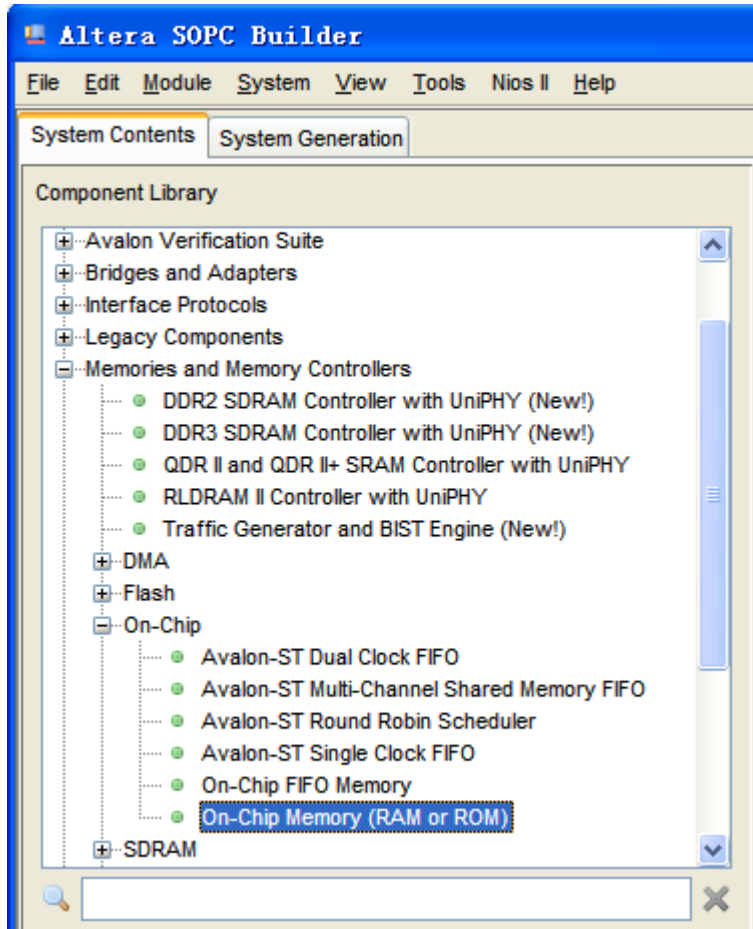 Altera SOPC Builder
File Edit Module System View Tools Nios II Help
System Contents System Generation
Component Library
Avalon Verification Suite
Bridges and Adapters
Interface Protocols
Legacy Components
Memories and Memory Controllers
DDR2 SDRAM Controller with UniPHY (New!)
DDR3 SDRAM Controller with UniPHY (New!)
QDR II and QDR II+ SRAM Controller with UniPHY
RLDRAM II Controller with UniPHY
Traffic Generator and BIST Engine (New!)
DMA
Flash
On-Chip
Avalon-ST Dual Clock FIFO
Avalon-ST Multi-Channel Shared Memory FIFO
Avalon-ST Round Robin Scheduler
Avalon-ST Single Clock FIFO
On-Chip FIFO Memory
On-Chip Memory (RAM or ROM)
SDRAM